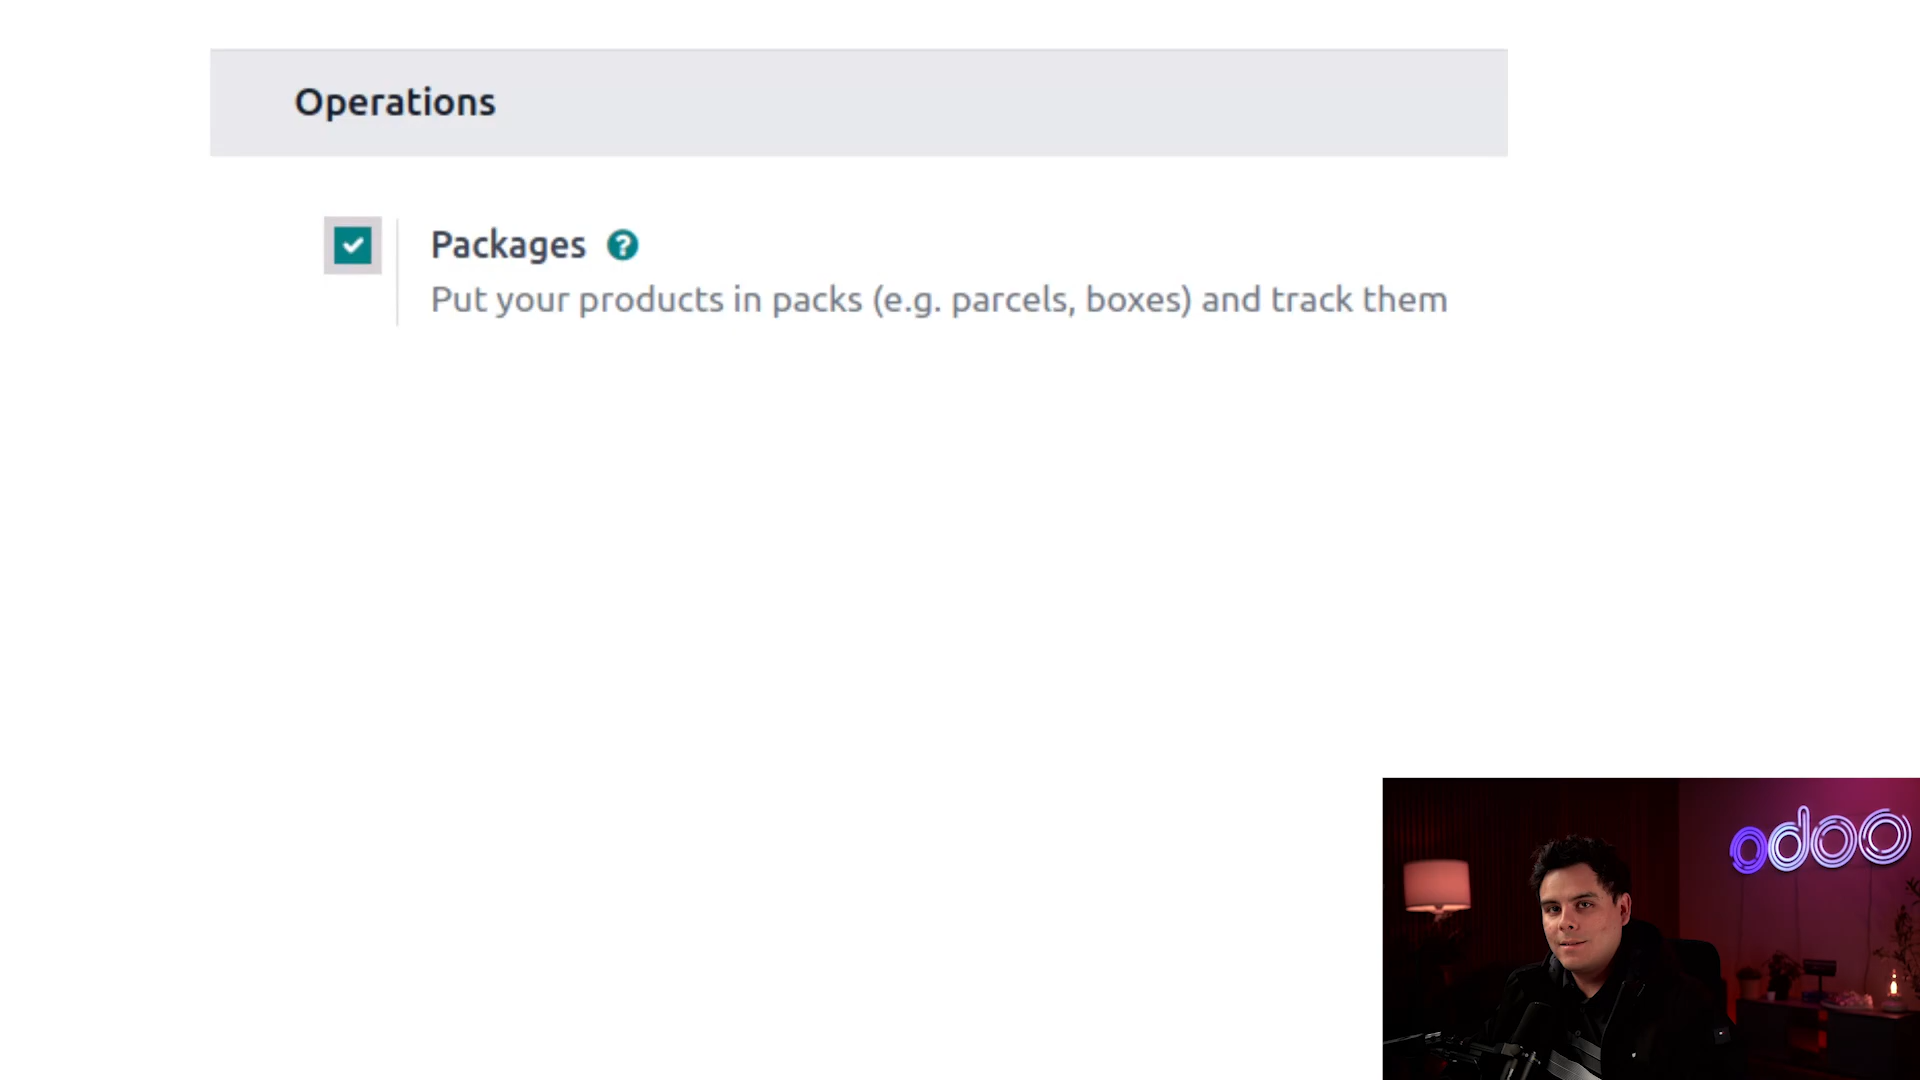 Operations
Packages ?
Put your products in packs (e.g. parcels, boxes) and track them
odoo